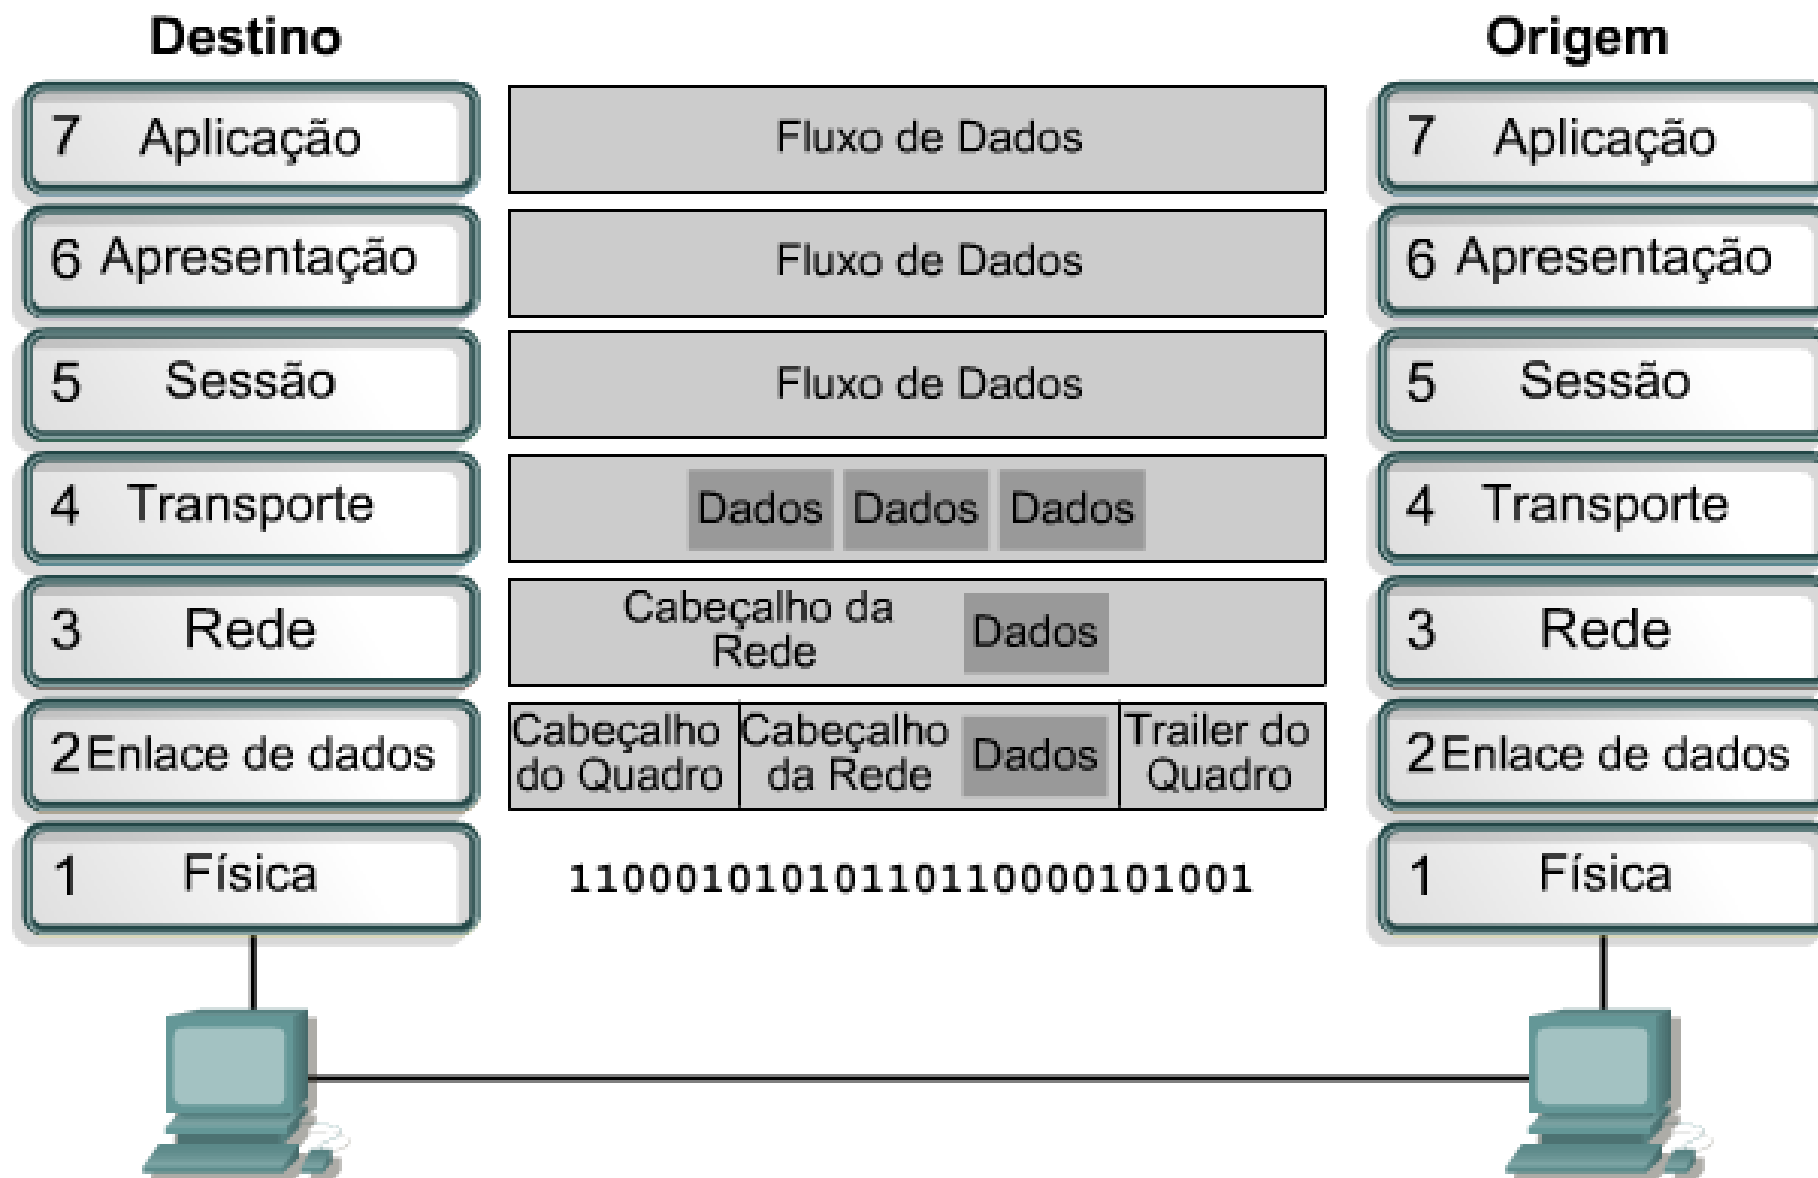 Destino
Origem
7 Aplicação
Fluxo de Dados
7 Aplicação
6 Apresentação
Fluxo de Dados
6 Apresentação
5 Sessão
Fluxo de Dados
5 Sessão
4 Transporte
Dados Dados Dados
4 Transporte
3 Rede
Cabeçalho da
Rede
Dados
3 Rede
2 Enlace de dados
Cabeçalho
do Quadro
Cabeçalho
da Rede
Dados
Trailer do
Quadro
2 Enlace de dados
1 Física
11000101010110110000101001
1 Física